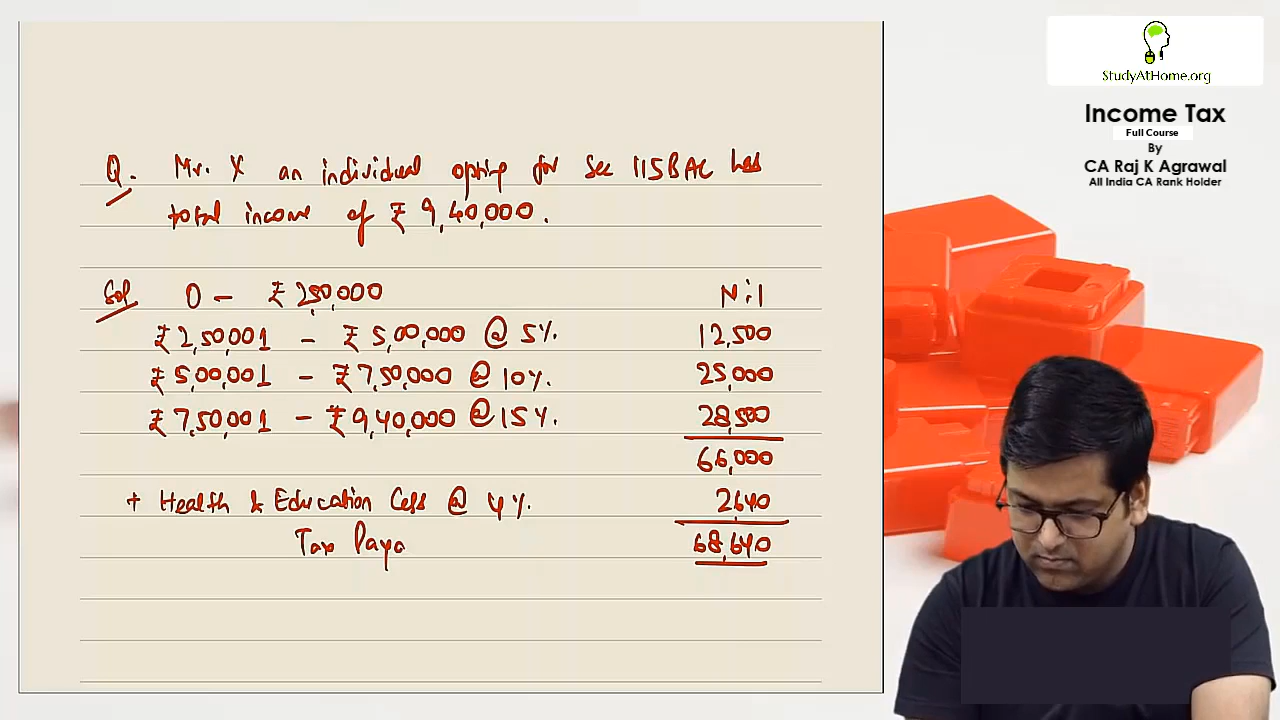 Q. Mr. X an individual opting for Sec 115BAC has
total income of ₹ 9,40,000.
Sol 0 - ₹ 250,000 Nil
₹ 2,50,001 - ₹ 5,00,000 @ 5%. 12,500
₹ 5,00,001 - ₹ 7,50,000 @ 10%. 25,000
₹ 7,50,001 - ₹ 9,40,000 @ 15%. 28,500
66,000
+ Health & Education Cess @ 4%. 2640
Tax Paya 68,640
StudyAtHome.org
Income Tax
Full Course
By
CA Raj K Agrawal
All India CA Rank Holder